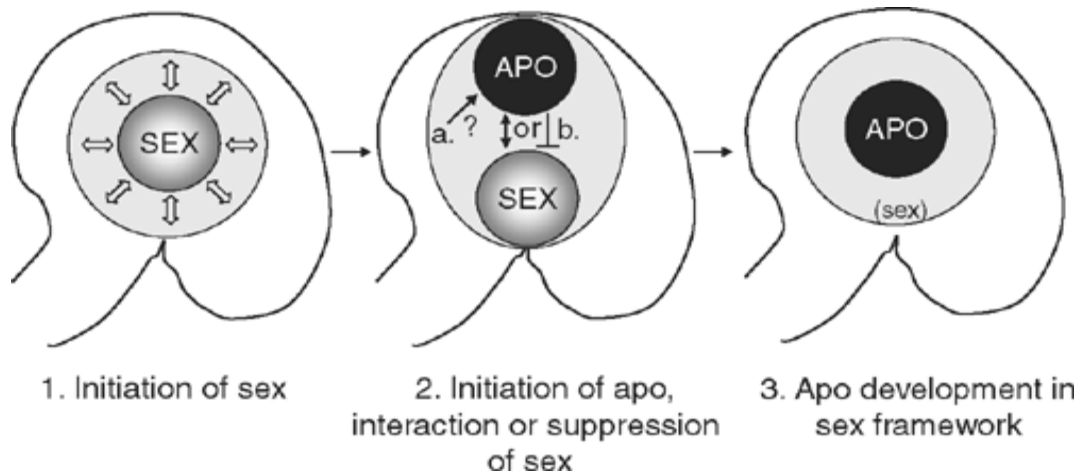 SEX
1. Initiation of sex
APO
a. ? or b.
SEX
2. Initiation of apo,
interaction or suppression
of sex
APO
(sex)
3. Apo development in
sex framework